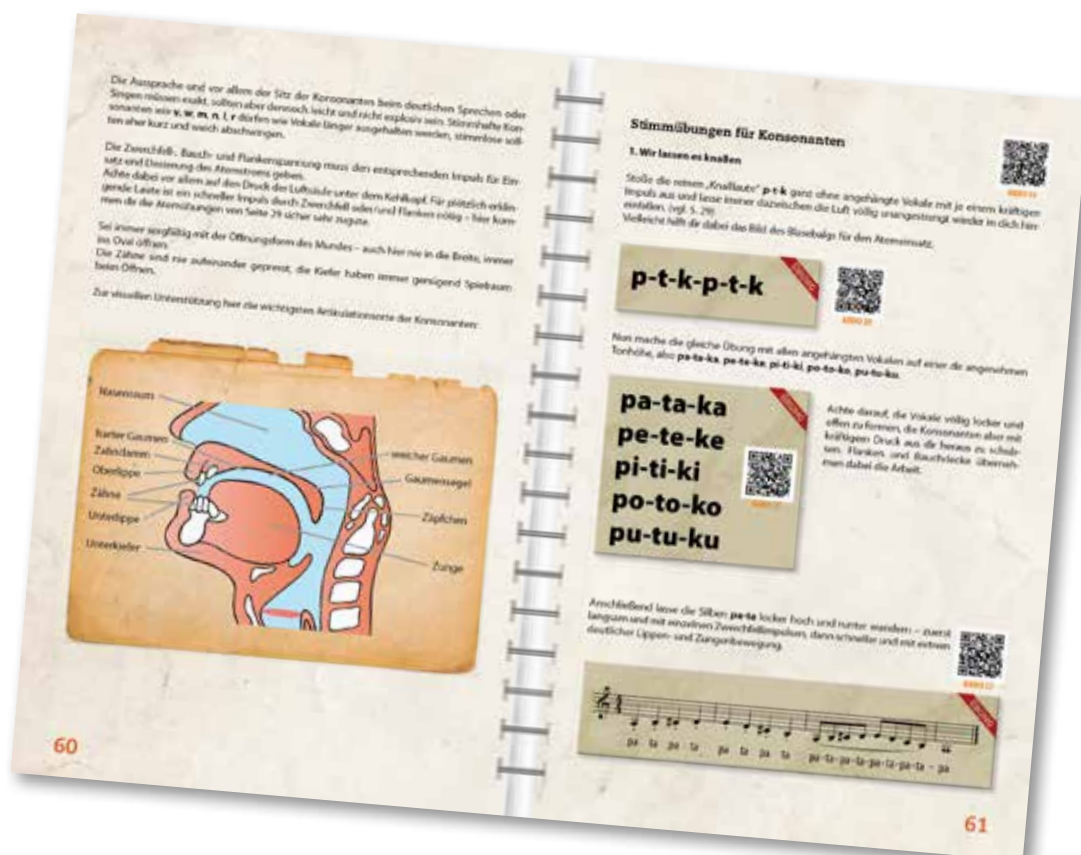 Die Aussprache und vor allem der Sitz der Konsonanten beim deutlichen Sprechen oder
Singen müssen exakt, sollten aber dennoch leicht und nicht explosiv sein. Stimmhafte Kon-
sonanten wie v, w, m, n, l, r dürfen wie Vokale länger ausgehalten werden, stimmlose soll-
ten aber kurz und weich abschwingen.
Die Zwerchfell-, Bauch- und Flankenspannung muss den entsprechenden Impuls für Ein-
satz und Dosierung des Atemstroms geben.
Achte dabei vor allem auf den Druck der Luftsäule unter dem Kehlkopf. Für plötzlich erklin-
gende Laute ist ein schneller Impuls durch Zwerchfell oder/und Flanken nötig – hier kom-
men dir die Atemübungen von Seite 29 sicher sehr zugute.
Sei immer sorgfältig mit der Öffnungsform des Mundes – auch hier nie in die Breite, immer
ins Oval öffnen.
Die Zähne sind nie aufeinander gepresst, die Kiefer haben immer genügend Spielraum
beim Öffnen.
Zur visuellen Unterstützung hier die wichtigsten Artikulationsorte der Konsonanten:
Nasenraum
harter Gaumen
Zahndamm
Oberlippe
Zähne
Unterlippe
Unterkiefer
weicher Gaumen
Gaumensegel
Zäpfchen
Zunge
60
Stimmübungen für Konsonanten
1. Wir lassen es knallen
Stoße die reinen „Knalllaute“ p-t-k ganz ohne angehängte Vokale mit je einem kräftigen
Impuls aus und lasse immer dazwischen die Luft völlig unangestrengt wieder in dich hin-
einfallen. (vgl. S. 29)
Vielleicht hilft dir dabei das Bild des Blasebalgs für den Atemeinsatz.
p-t-k-p-t-k
ÜBUNG
Nun mache die gleiche Übung mit allen angehängten Vokalen auf einer dir angenehmen
Tonhöhe, also pa-ta-ka, pe-te-ke, pi-ti-ki, po-to-ko, pu-tu-ku.
pa-ta-ka
pe-te-ke
pi-ti-ki
po-to-ko
pu-tu-ku
ÜBUNG
Achte darauf, die Vokale völlig locker und
offen zu formen, die Konsonanten aber mit
kräftigem Druck aus dir heraus zu schub-
sen. Flanken und Bauchdecke überneh-
men dabei die Arbeit.
Anschließend lasse die Silben pa-ta locker hoch und runter wandern – zuerst
langsam und mit einzelnen Zwerchfellimpulsen, dann schneller und mit extrem
deutlicher Lippen- und Zungenbewegung.
ÜBUNG
pa ta pa ta pa ta pa ta pa-ta-pa-ta-pa-ta-pa-ta - pa
61